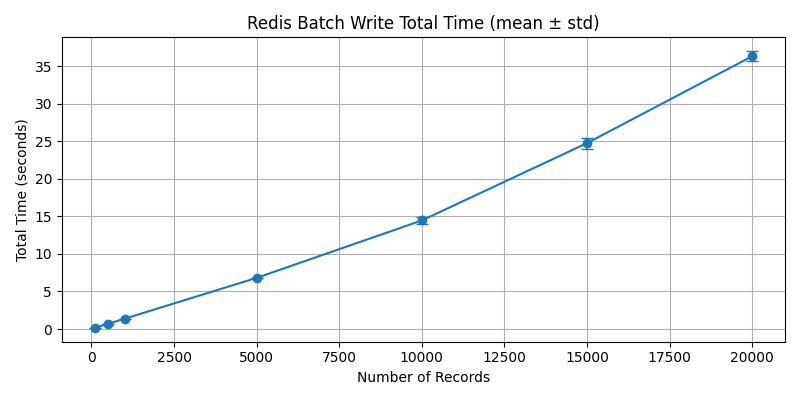 Redis Batch Write Total Time (mean ± std)
35
30
25
20
15
10
5
0
Total Time (seconds)
0 2500 5000 7500 10000 12500 15000 17500 20000
Number of Records